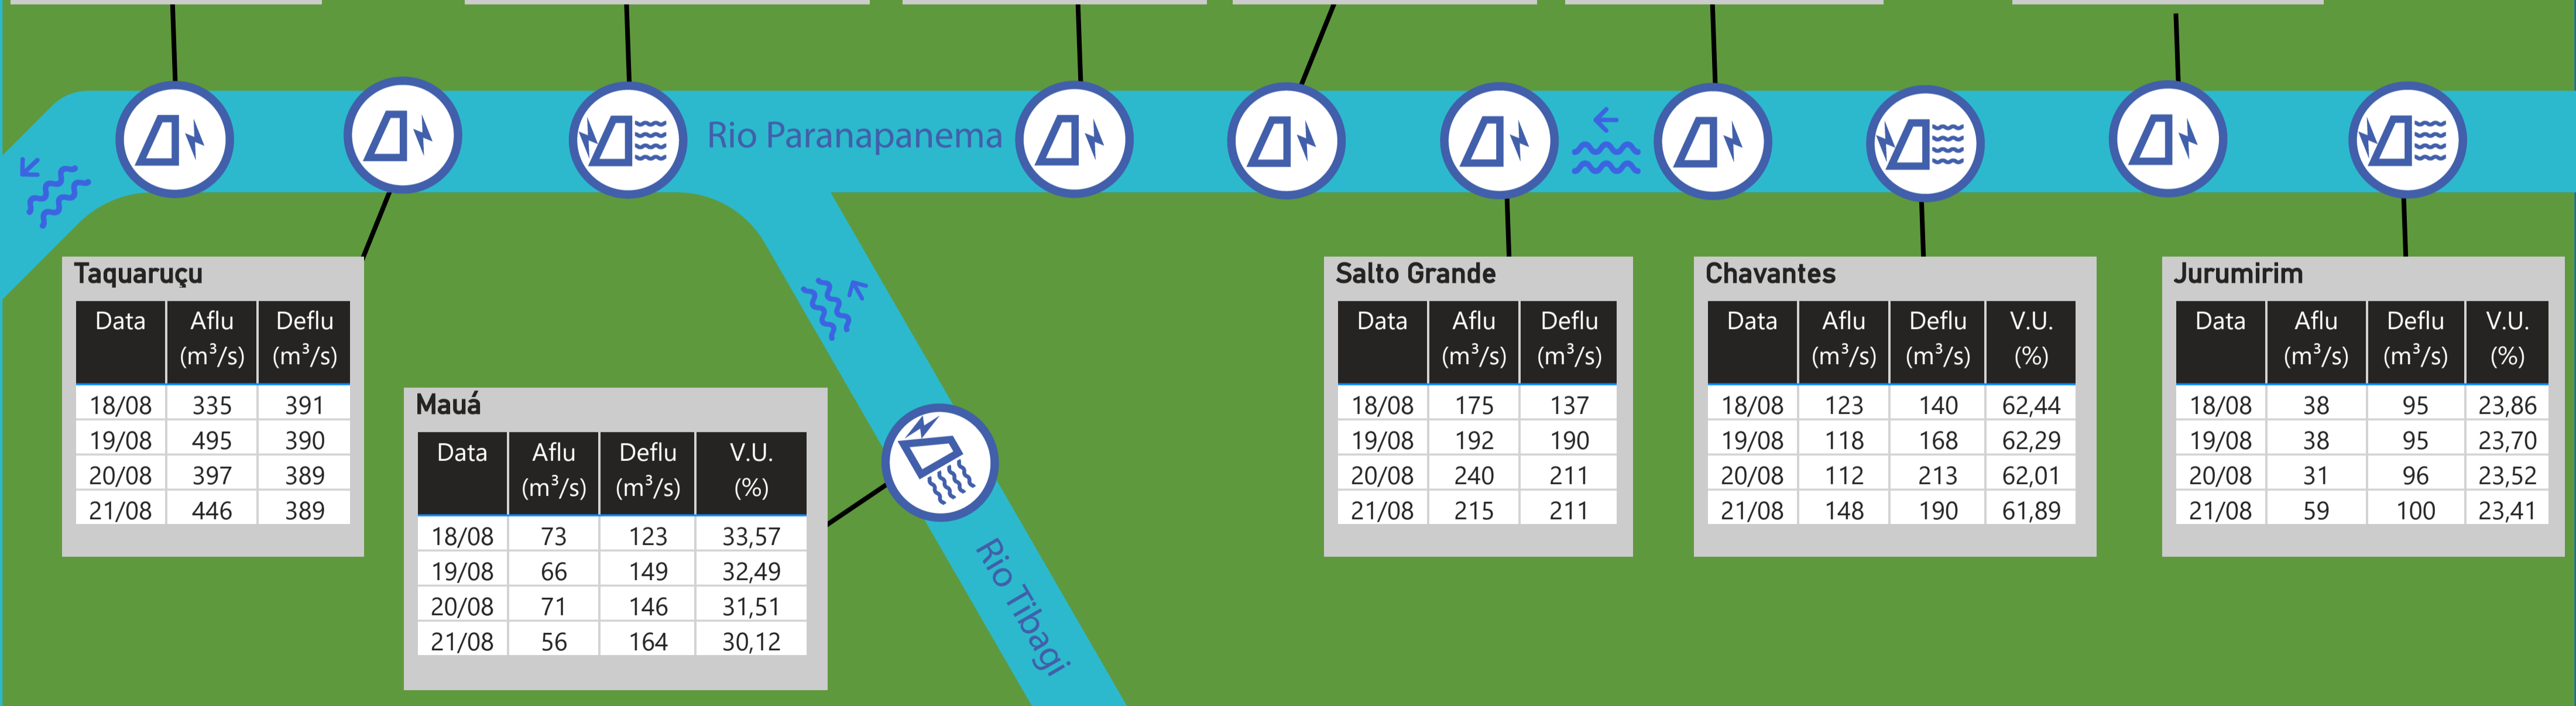 Rio Paranapanema
Taquaruçu
Data Aflu (m³/s) Deflu (m³/s)
18/08 335 391
19/08 495 390
20/08 397 389
21/08 446 389
Mauá
Data Aflu (m³/s) Deflu (m³/s) V.U. (%)
18/08 73 123 33,57
19/08 66 149 32,49
20/08 71 146 31,51
21/08 56 164 30,12
Rio Tibagi
Salto Grande
Data Aflu (m³/s) Deflu (m³/s)
18/08 175 137
19/08 192 190
20/08 240 211
21/08 215 211
Chavantes
Data Aflu (m³/s) Deflu (m³/s) V.U. (%)
18/08 123 140 62,44
19/08 118 168 62,29
20/08 112 213 62,01
21/08 148 190 61,89
Jurumirim
Data Aflu (m³/s) Deflu (m³/s) V.U. (%)
18/08 38 95 23,86
19/08 38 95 23,70
20/08 31 96 23,52
21/08 59 100 23,41